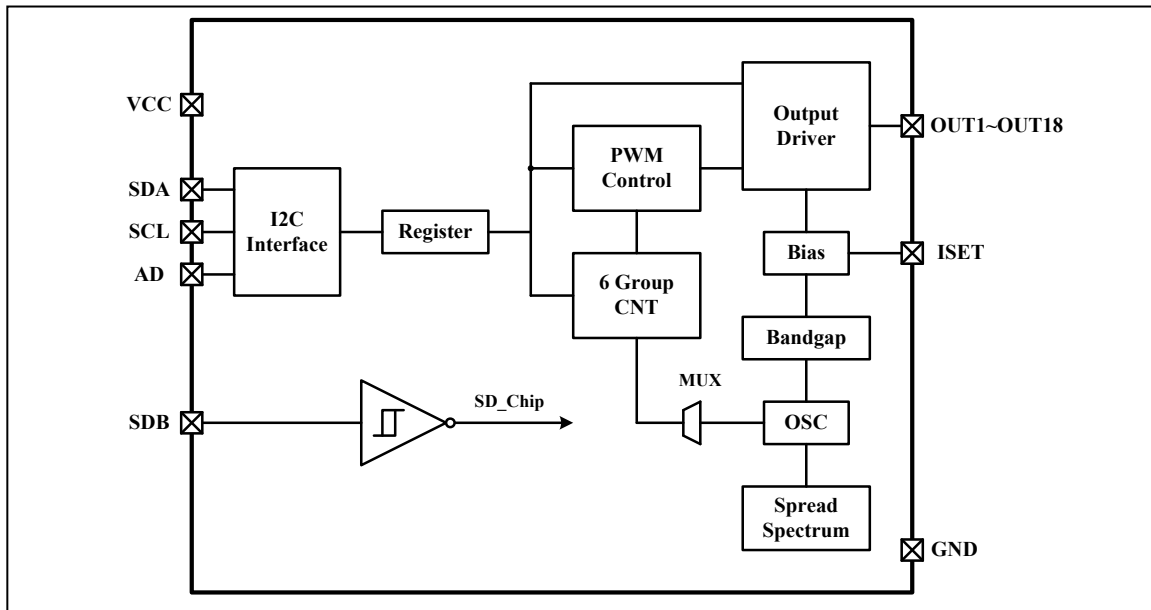 VCC
SDA
SCL
AD
SDB
I2C
Interface
Register
PWM
Control
6 Group
CNT
Output
Driver
Bias
Bandgap
MUX
OSC
Spread
Spectrum
SD_Chip
OUT1~OUT18
ISET
GND